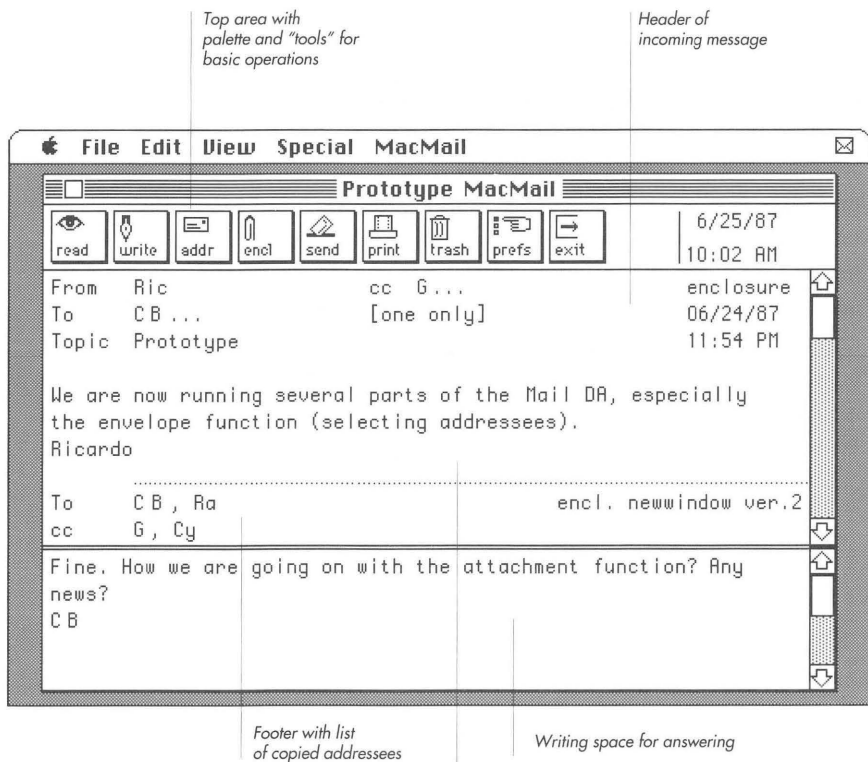 Top area with
palette and "tools" for
basic operations
Header of
incoming message
File Edit View Special MacMail
Prototype MacMail
read write addr encl send print trash prefs exit
6/25/87
10:02 AM
From Ric cc G... enclosure
To CB... [one only] 06/24/87
Topic Prototype 11:54 PM
We are now running several parts of the Mail DA, especially
the envelope function (selecting addressees).
Ricardo
To CB, Ra encl. newwindow ver.2
cc G, Cy
Fine. How we are going on with the attachment function? Any
news?
CB
Footer with list
of copied addressees
Writing space for answering